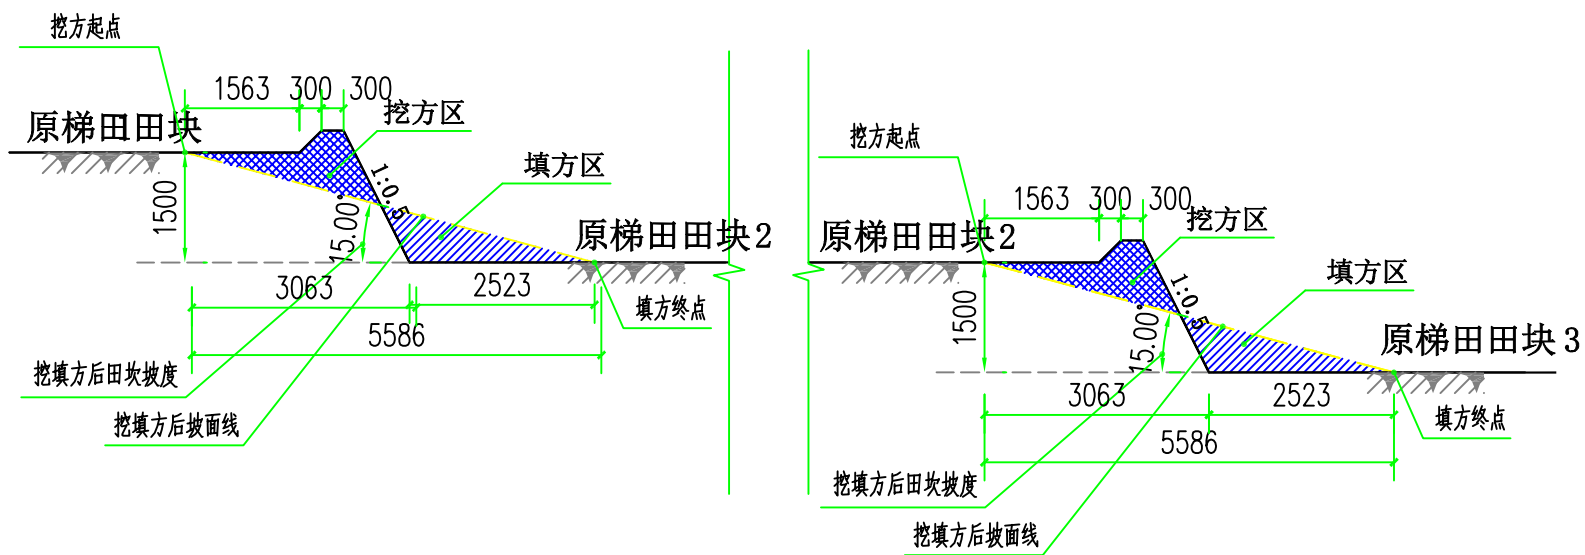 挖方起点
1563 300 300
原梯田田块
挖方区
1:0.5
填方区
1500
15.00°
原梯田田块2
3063
2523
填方终点
5586
挖填方后田坎坡度
挖填方后坡面线
挖方起点
1563 300 300
原梯田田块2
挖方区
1:0.5
填方区
1500
15.00°
原梯田田块3
3063
2523
填方终点
5586
挖填方后田坎坡度
挖填方后坡面线